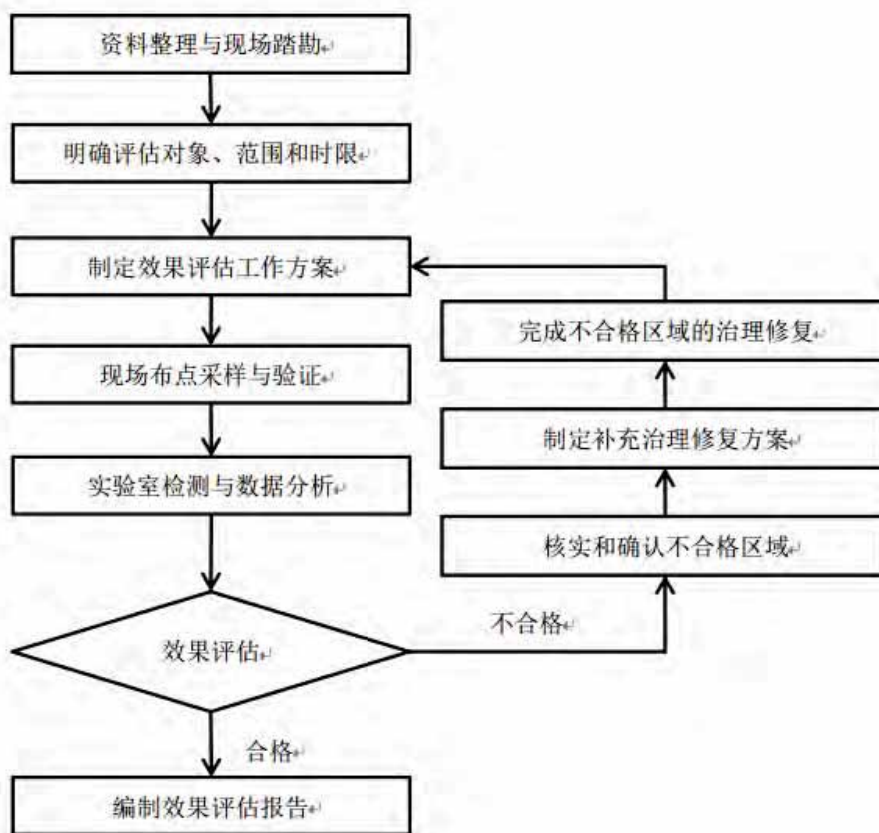 资料整理与现场踏勘
明确评估对象、范围和时限
制定效果评估工作方案
现场布点采样与验证
实验室检测与数据分析
效果评估
不合格
核实和确认不合格区域
制定补充治理修复方案
完成不合格区域的治理修复
合格
编制效果评估报告